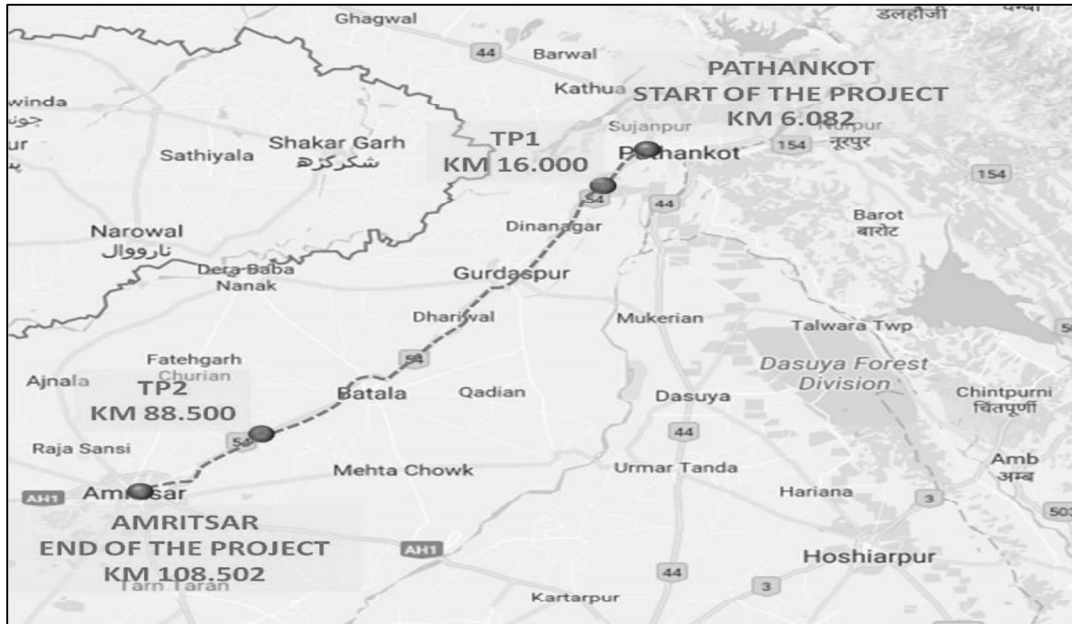 Ghagwal
डलहौज़ी
44
Barwal
PATHANKOT
START OF THE PROJECT
KM 6.082
Kathua
winda
Shakar Garh
شکرگڑھ
Sathiyala
TP1
KM 16.000
Sujanpur
Pathankot
154
Nurpur
نورپور
154
54
44
Dinanagar
Barot
बारोट
Narowal
نارووال
Dera Baba
Nanak
Gurdaspur
Dhariwal
Mukerian
Talwara Twp
54
Fatehgarh
Churian
Ajnala
TP2
KM 88.500
Batala
Qadian
Dasuya
Dasuya Forest
Division
Chintpurni
चिंतपूर्णी
54
44
Raja Sansi
Mehta Chowk
Urmar Tanda
Amb
अम्ब
AH1
Amritsar
Hariana
3
503
AMRITSAR
END OF THE PROJECT
KM 108.502
AH1
Hoshiarpur
Tarn Taran
44
3
Kartarpur